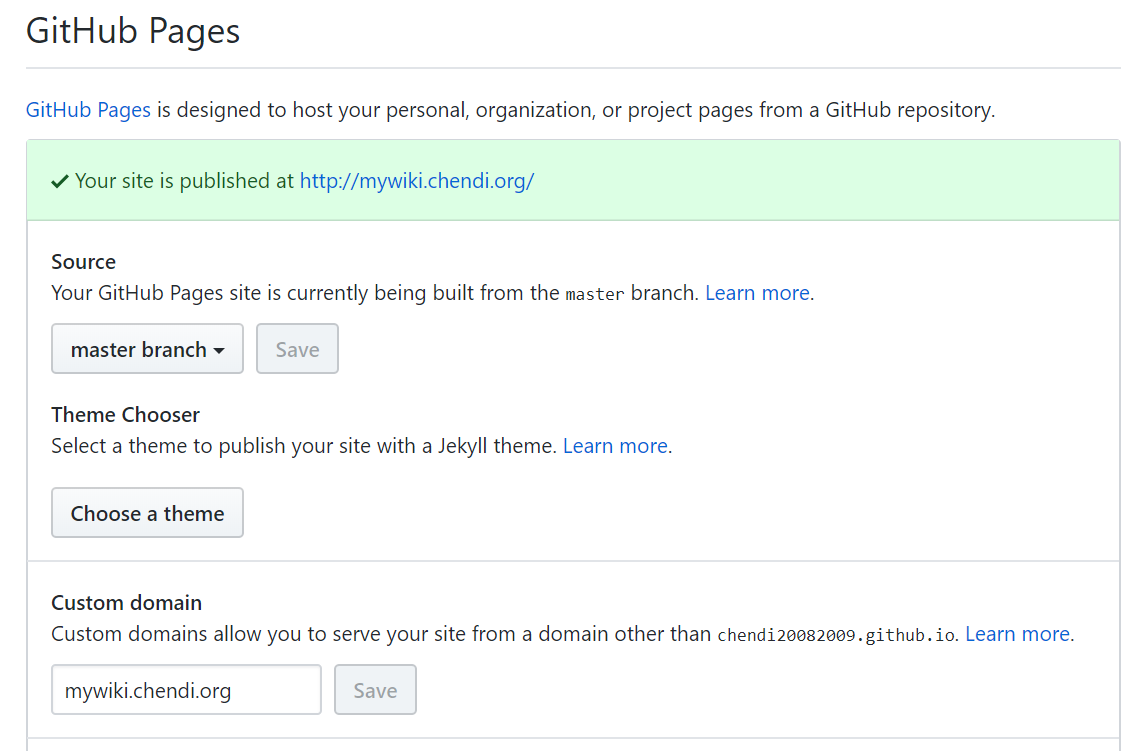 GitHub Pages
GitHub Pages is designed to host your personal, organization, or project pages from a GitHub repository.
Your site is published at http://mywiki.chendi.org/
Source
Your GitHub Pages site is currently being built from the master branch. Learn more.
master branch Save
Theme Chooser
Select a theme to publish your site with a Jekyll theme. Learn more.
Choose a theme
Custom domain
Custom domains allow you to serve your site from a domain other than chendi20082009.github.io. Learn more.
mywiki.chendi.org Save